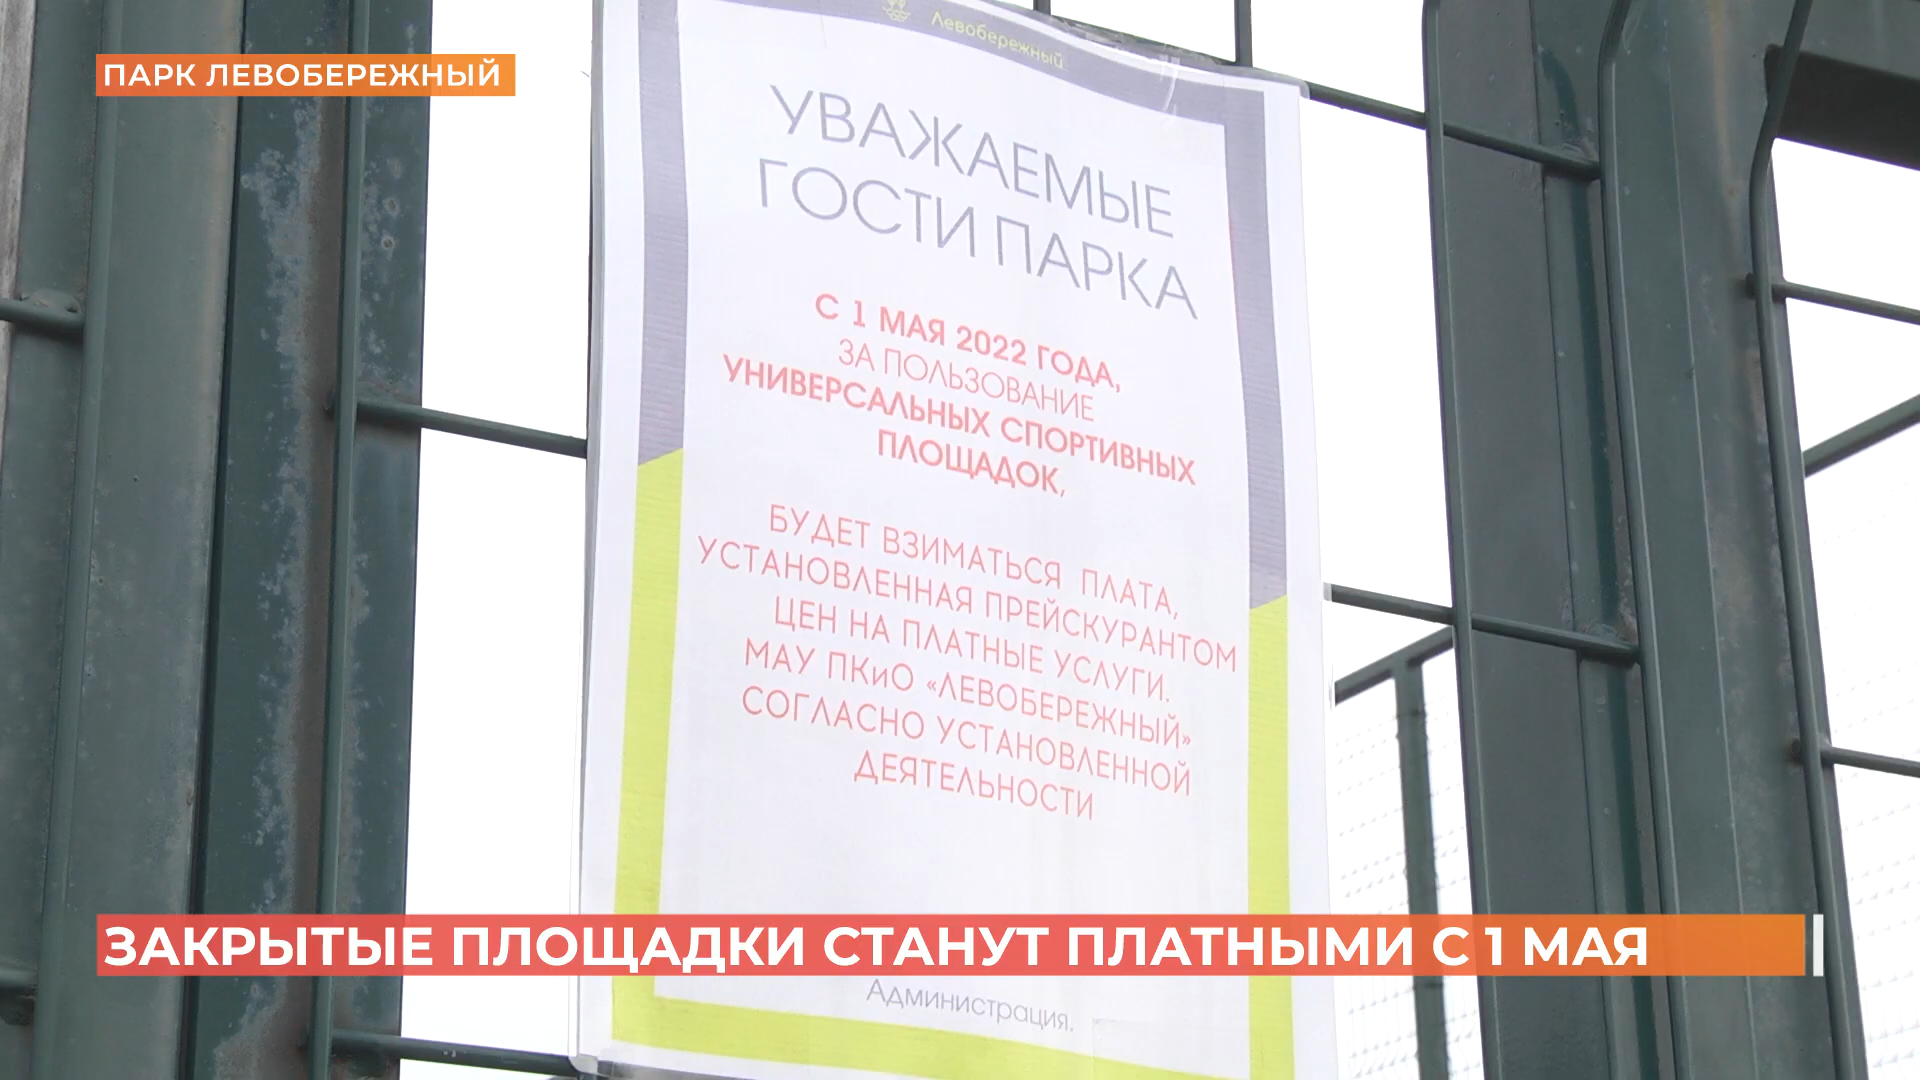 ПАРК ЛЕВОБЕРЕЖНЫЙ
Левобережный
УВАЖАЕМЫЕ
ГОСТИ ПАРКА
С 1 МАЯ 2022 ГОДА,
ЗА ПОЛЬЗОВАНИЕ
УНИВЕРСАЛЬНЫХ СПОРТИВНЫХ
ПЛОЩАДОК,
БУДЕТ ВЗИМАТЬСЯ ПЛАТА,
УСТАНОВЛЕННАЯ ПРЕЙСКУРАНТОМ
ЦЕН НА ПЛАТНЫЕ УСЛУГИ.
МАУ ПКиО «ЛЕВОБЕРЕЖНЫЙ»
СОГЛАСНО УСТАНОВЛЕННОЙ
ДЕЯТЕЛЬНОСТИ
ЗАКРЫТЫЕ ПЛОЩАДКИ СТАНУТ ПЛАТНЫМИ С 1 МАЯ
Администрация.